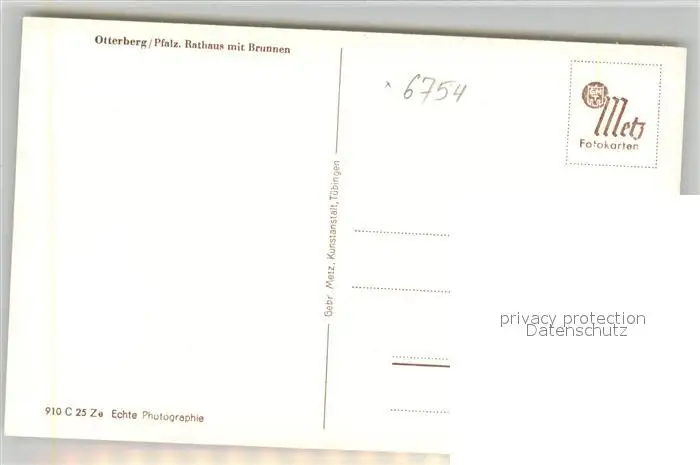 Otterberg/Pfalz. Rathaus mit Brunnen
* 6754
GMT
Metz
Fotokarten
Gebr. Metz, Kunstanstalt, Tübingen
privacy protection
Datenschutz
910 C 25 Ze Echte Photographie